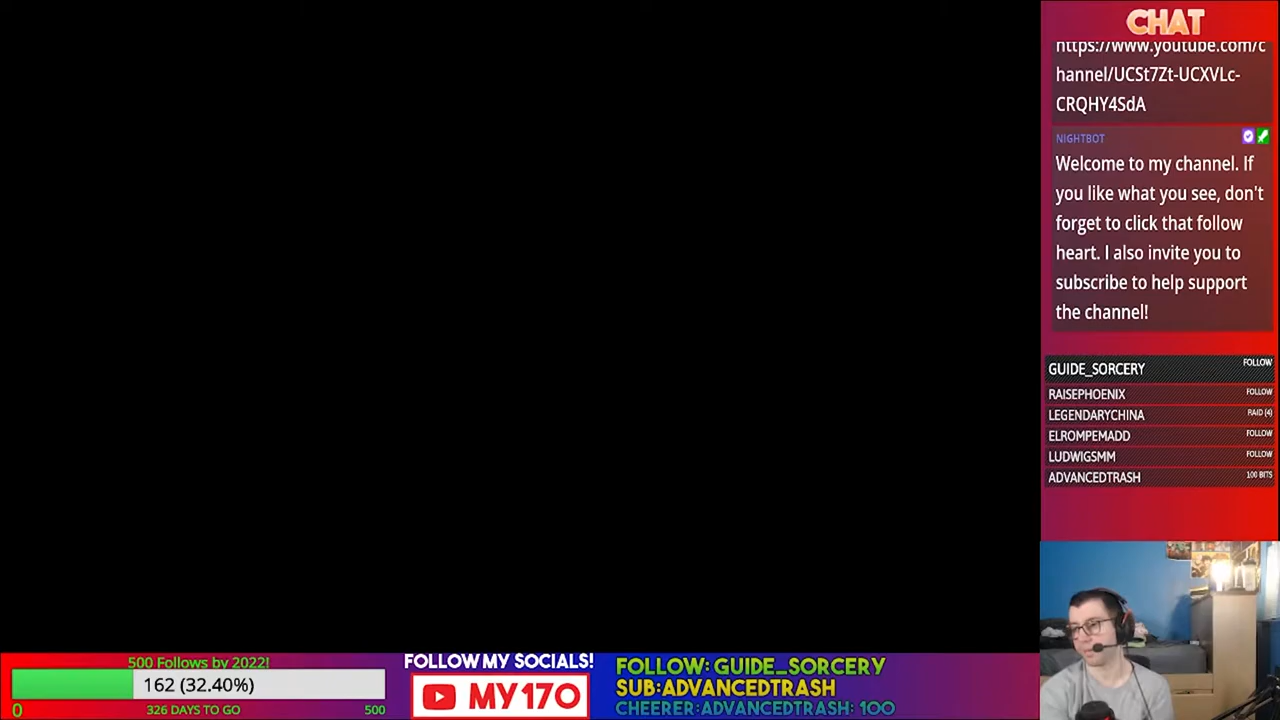 CHAT
https://www.youtube.com/c
hannel/UCSt7Zt-UCXVLc-
CRQHY4SdA
NIGHTBOT
Welcome to my channel. If
you like what you see, don't
forget to click that follow
heart. I also invite you to
subscribe to help support
the channel!
GUIDE_SORCERY FOLLOW
RAISEPHOENIX FOLLOW
LEGENDARYCHINA RAID (4)
ELROMPEMADD FOLLOW
LUDWIGSMM FOLLOW
ADVANCEDTRASH 100 BITS
500 Follows by 2022!
162 (32.40%)
0 326 DAYS TO GO 500
FOLLOW MY SOCIALS!
MY170
FOLLOW: GUIDE_SORCERY
SUB:ADVANCEDTRASH
CHEERER:ADVANCEDTRASH: 100